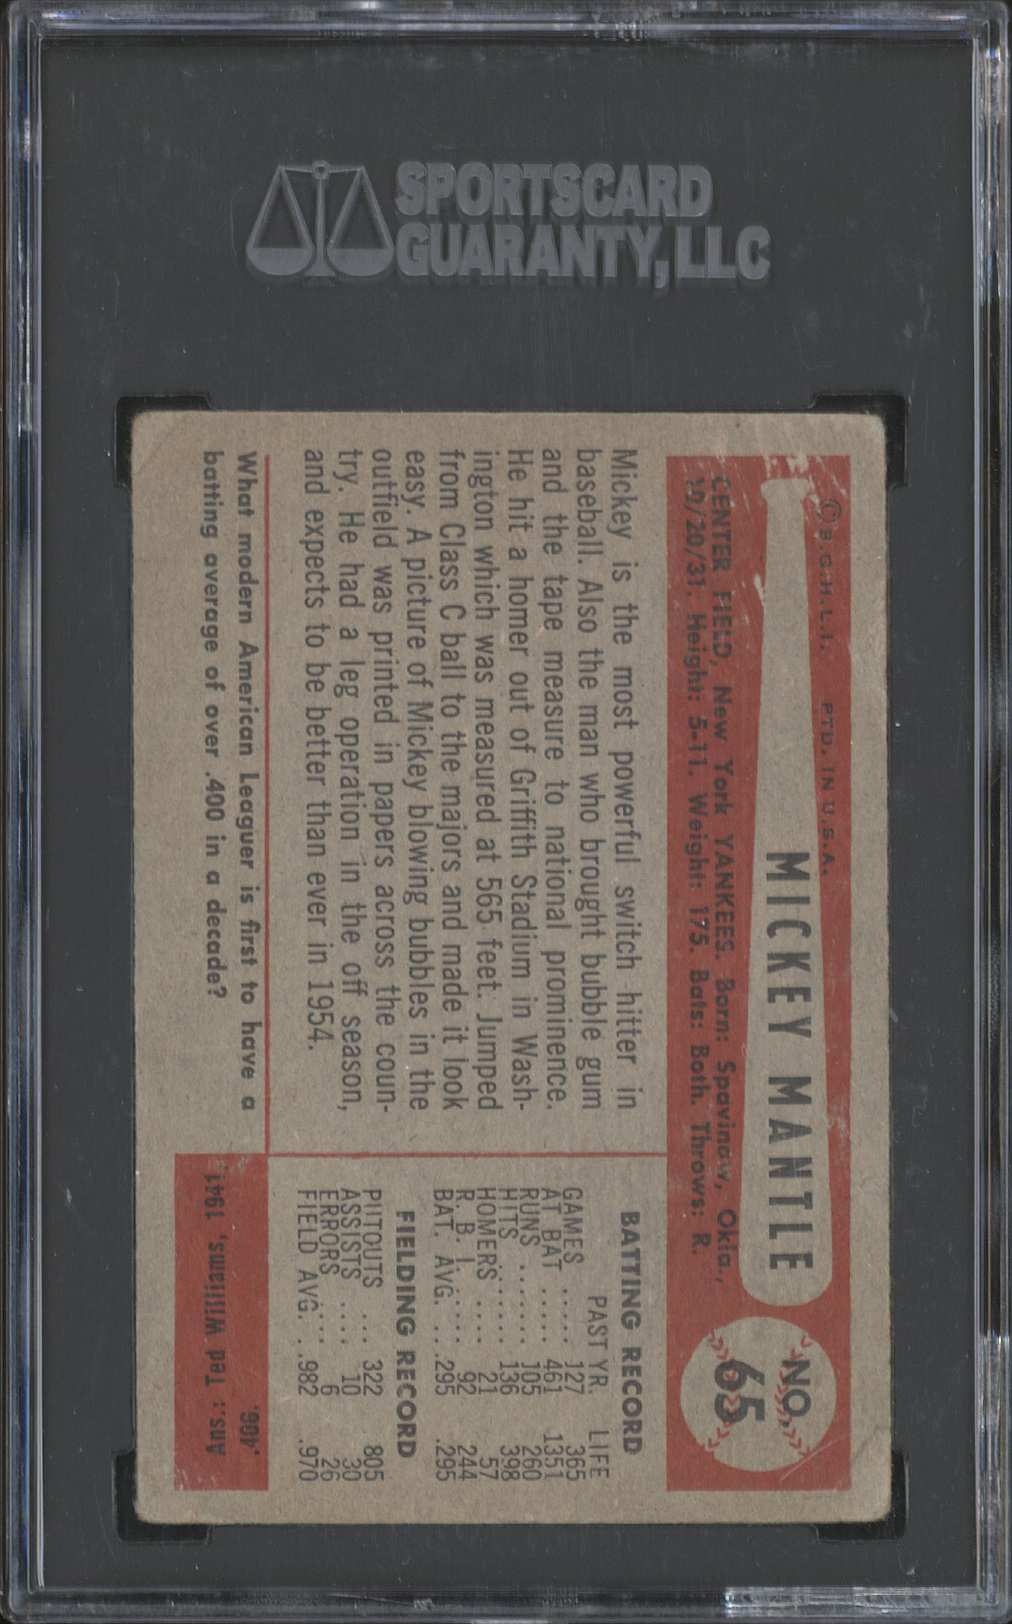 SPORTSCARD
GUARANTY, LLC
© B.G.H.L.I. PTD. IN U.S.A.
MICKEY MANTLE
NO.
65
CENTER FIELD, New York YANKEES. Born: Spavinaw, Okla.,
10/20/31. Height: 5-11. Weight: 175. Bats: Both. Throws: R.
Mickey is the most powerful switch hitter in
baseball. Also the man who brought bubble gum
and the tape measure to national prominence.
He hit a homer out of Griffith Stadium in Wash-
ington which was measured at 565 feet. Jumped
from Class C ball to the majors and made it look
easy. A picture of Mickey blowing bubbles in the
outfield was printed in papers across the coun-
try. He had a leg operation in the off season,
and expects to be better than ever in 1954.
BATTING RECORD
PAST YR. LIFE
GAMES ..... 127 365
AT BAT ..... 461 1351
RUNS ....... 105 260
HITS ....... 136 398
HOMERS ..... 21 57
R. B. I. .... 92 244
BAT. AVG. .. .295 .295
FIELDING RECORD
PUTOUTS ... 322 805
ASSISTS .... 10 30
ERRORS .... 6 26
FIELD AVG. .. .982 .970
What modern American Leaguer is first to have a
batting average of over .400 in a decade?
Ans.: Ted Williams, 1941,
.406.